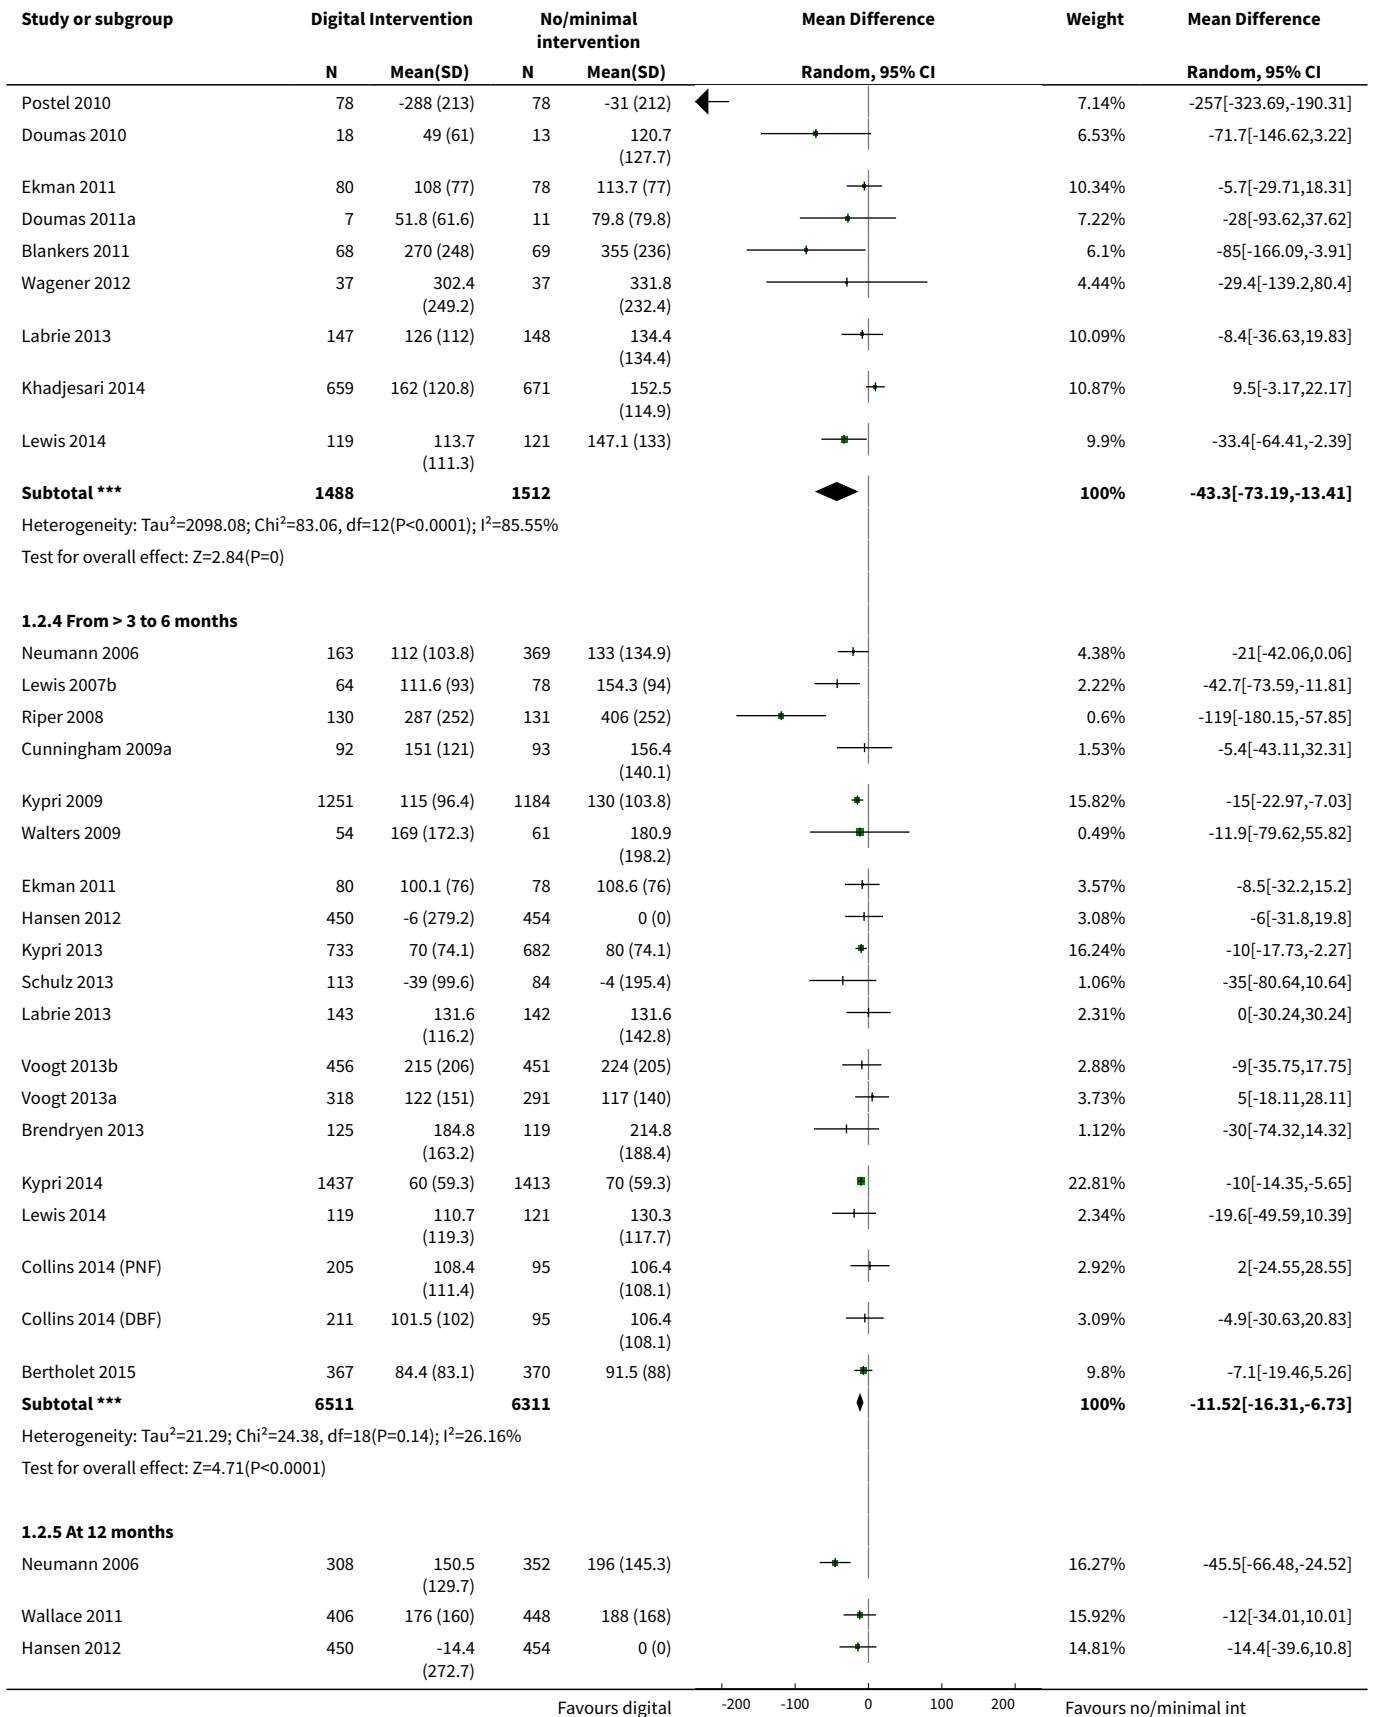 Study or subgroup Digital Intervention No/minimal Mean Difference Weight Mean Difference
intervention
N Mean(SD) N Mean(SD) Random, 95% CI Random, 95% CI
Postel 2010 78 -288 (213) 78 -31 (212) 7.14% -257[-323.69,-190.31]
Doumas 2010 18 49 (61) 13 120.7 6.53% -71.7[-146.62,3.22]
(127.7)
Ekman 2011 80 108 (77) 78 113.7 (77) 10.34% -5.7[-29.71,18.31]
Doumas 2011a 7 51.8 (61.6) 11 79.8 (79.8) 7.22% -28[-93.62,37.62]
Blankers 2011 68 270 (248) 69 355 (236) 6.1% -85[-166.09,-3.91]
Wagener 2012 37 302.4 37 331.8 4.44% -29.4[-139.2,80.4]
(249.2) (232.4)
Labrie 2013 147 126 (112) 148 134.4 10.09% -8.4[-36.63,19.83]
(134.4)
Khadjesari 2014 659 162 (120.8) 671 152.5 10.87% 9.5[-3.17,22.17]
(114.9)
Lewis 2014 119 113.7 121 147.1 (133) 9.9% -33.4[-64.41,-2.39]
(111.3)
Subtotal *** 1488 1512 100% -43.3[-73.19,-13.41]
Heterogeneity: Tau²=2098.08; Chi²=83.06, df=12(P<0.0001); I²=85.55%
Test for overall effect: Z=2.84(P=0)
1.2.4 From > 3 to 6 months
Neumann 2006 163 112 (103.8) 369 133 (134.9) 4.38% -21[-42.06,0.06]
Lewis 2007b 64 111.6 (93) 78 154.3 (94) 2.22% -42.7[-73.59,-11.81]
Riper 2008 130 287 (252) 131 406 (252) 0.6% -119[-180.15,-57.85]
Cunningham 2009a 92 151 (121) 93 156.4 1.53% -5.4[-43.11,32.31]
(140.1)
Kypri 2009 1251 115 (96.4) 1184 130 (103.8) 15.82% -15[-22.97,-7.03]
Walters 2009 54 169 (172.3) 61 180.9 0.49% -11.9[-79.62,55.82]
(198.2)
Ekman 2011 80 100.1 (76) 78 108.6 (76) 3.57% -8.5[-32.2,15.2]
Hansen 2012 450 -6 (279.2) 454 0 (0) 3.08% -6[-31.8,19.8]
Kypri 2013 733 70 (74.1) 682 80 (74.1) 16.24% -10[-17.73,-2.27]
Schulz 2013 113 -39 (99.6) 84 -4 (195.4) 1.06% -35[-80.64,10.64]
Labrie 2013 143 131.6 142 131.6 2.31% 0[-30.24,30.24]
(116.2) (142.8)
Voogt 2013b 456 215 (206) 451 224 (205) 2.88% -9[-35.75,17.75]
Voogt 2013a 318 122 (151) 291 117 (140) 3.73% 5[-18.11,28.11]
Brendryen 2013 125 184.8 119 214.8 1.12% -30[-74.32,14.32]
(163.2) (188.4)
Kypri 2014 1437 60 (59.3) 1413 70 (59.3) 22.81% -10[-14.35,-5.65]
Lewis 2014 119 110.7 121 130.3 2.34% -19.6[-49.59,10.39]
(119.3) (117.7)
Collins 2014 (PNF) 205 108.4 95 106.4 2.92% 2[-24.55,28.55]
(111.4) (108.1)
Collins 2014 (DBF) 211 101.5 (102) 95 106.4 3.09% -4.9[-30.63,20.83]
(108.1)
Bertholet 2015 367 84.4 (83.1) 370 91.5 (88) 9.8% -7.1[-19.46,5.26]
Subtotal *** 6511 6311 100% -11.52[-16.31,-6.73]
Heterogeneity: Tau²=21.29; Chi²=24.38, df=18(P=0.14); I²=26.16%
Test for overall effect: Z=4.71(P<0.0001)
1.2.5 At 12 months
Neumann 2006 308 150.5 352 196 (145.3) 16.27% -45.5[-66.48,-24.52]
(129.7)
Wallace 2011 406 176 (160) 448 188 (168) 15.92% -12[-34.01,10.01]
Hansen 2012 450 -14.4 454 0 (0) 14.81% -14.4[-39.6,10.8]
(272.7)
Favours digital -200 -100 0 100 200 Favours no/minimal int